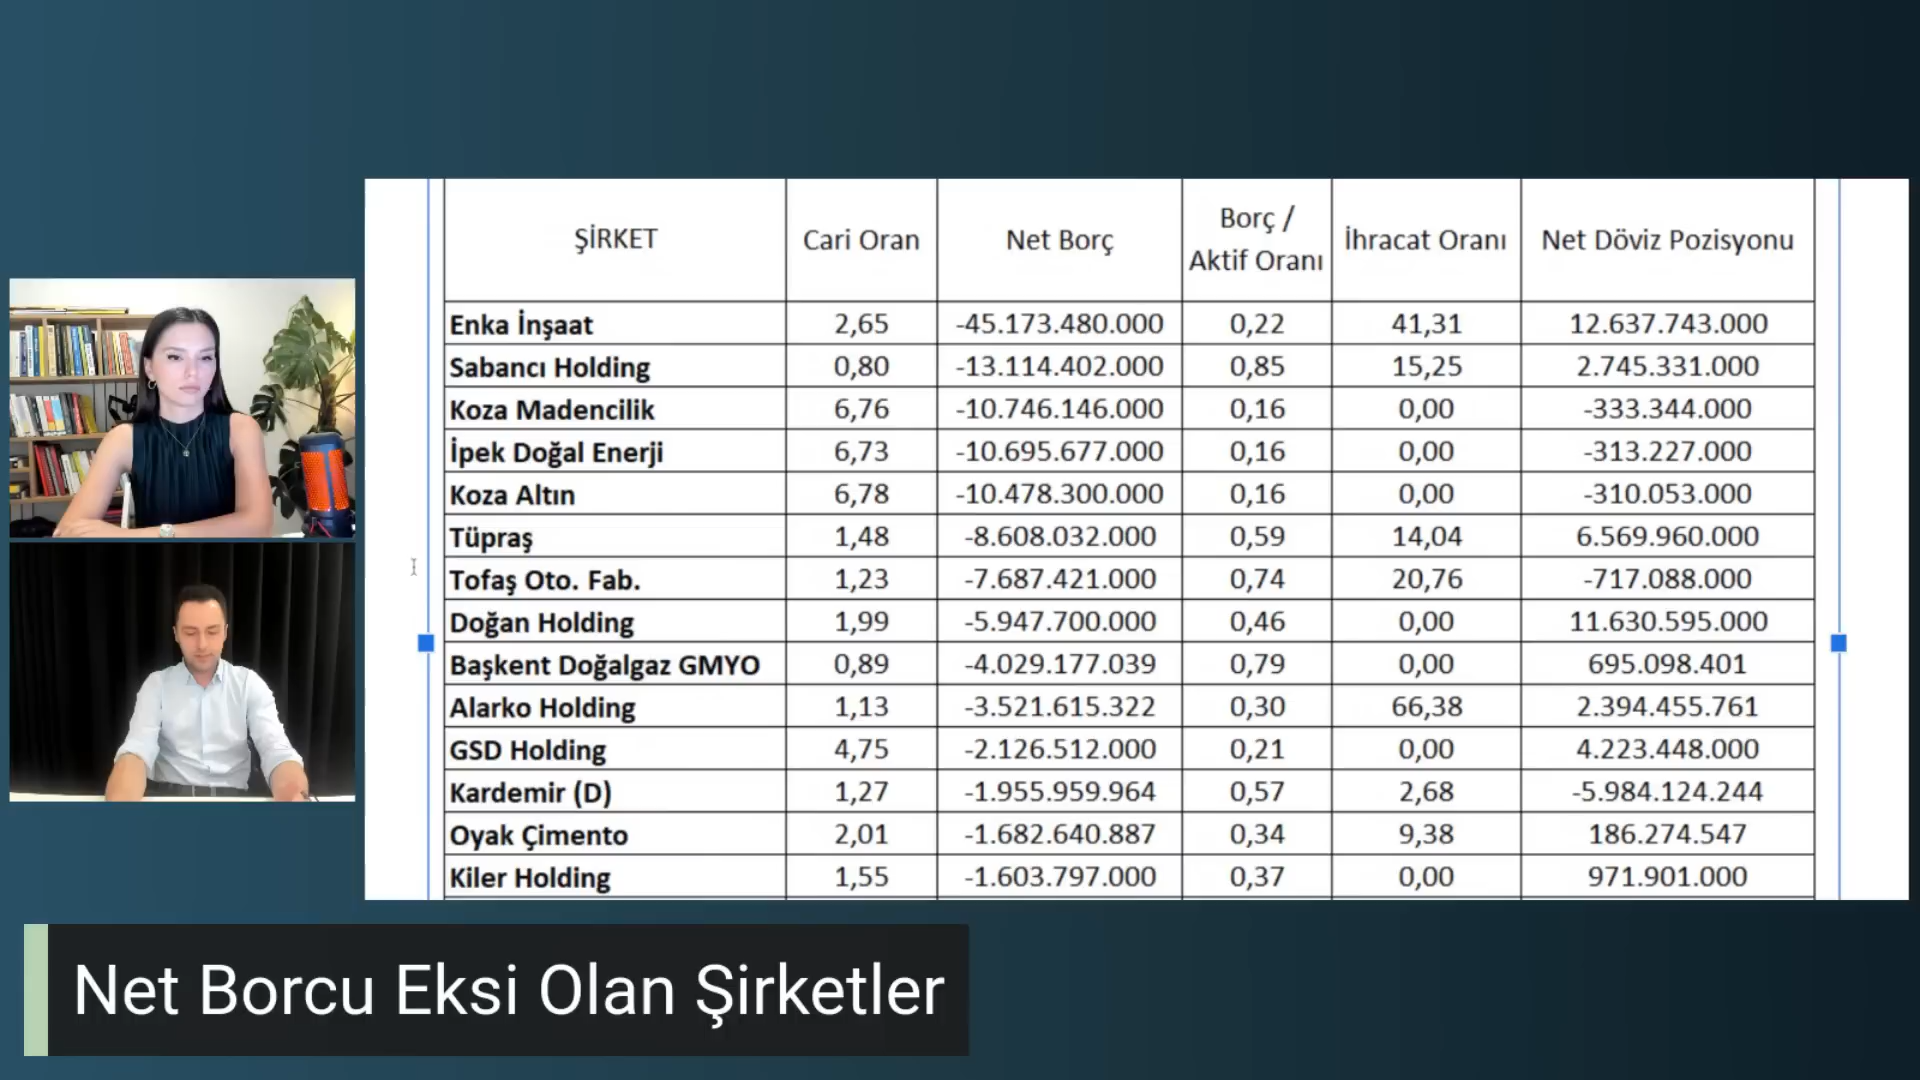 ŞİRKET Cari Oran Net Borç Borç / Aktif Oranı İhracat Oranı Net Döviz Pozisyonu
Enka İnşaat 2,65 -45.173.480.000 0,22 41,31 12.637.743.000
Sabancı Holding 0,80 -13.114.402.000 0,85 15,25 2.745.331.000
Koza Madencilik 6,76 -10.746.146.000 0,16 0,00 -333.344.000
İpek Doğal Enerji 6,73 -10.695.677.000 0,16 0,00 -313.227.000
Koza Altın 6,78 -10.478.300.000 0,16 0,00 -310.053.000
Tüpraş 1,48 -8.608.032.000 0,59 14,04 6.569.960.000
Tofaş Oto. Fab. 1,23 -7.687.421.000 0,74 20,76 -717.088.000
Doğan Holding 1,99 -5.947.700.000 0,46 0,00 11.630.595.000
Başkent Doğalgaz GMYO 0,89 -4.029.177.039 0,79 0,00 695.098.401
Alarko Holding 1,13 -3.521.615.322 0,30 66,38 2.394.455.761
GSD Holding 4,75 -2.126.512.000 0,21 0,00 4.223.448.000
Kardemir (D) 1,27 -1.955.959.964 0,57 2,68 -5.984.124.244
Oyak Çimento 2,01 -1.682.640.887 0,34 9,38 186.274.547
Kiler Holding 1,55 -1.603.797.000 0,37 0,00 971.901.000
Net Borcu Eksi Olan Şirketler